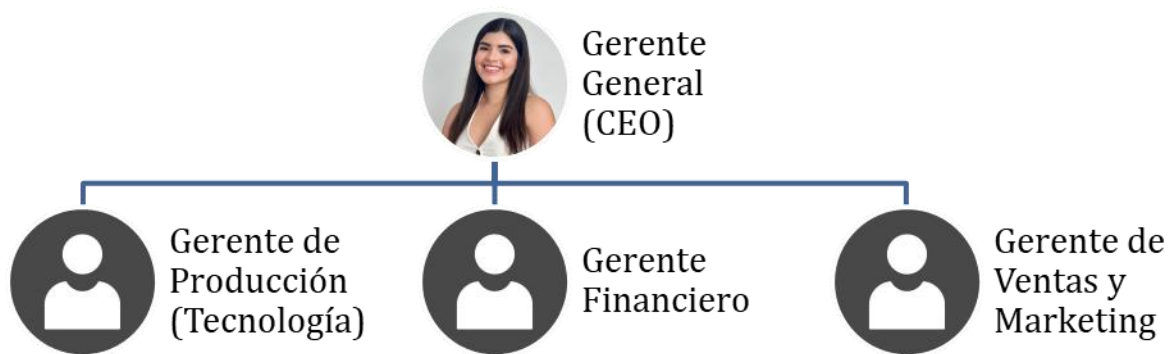 Gerente
General
(CEO)
Gerente de
Producción
(Tecnología)
Gerente
Financiero
Gerente de
Ventas y
Marketing